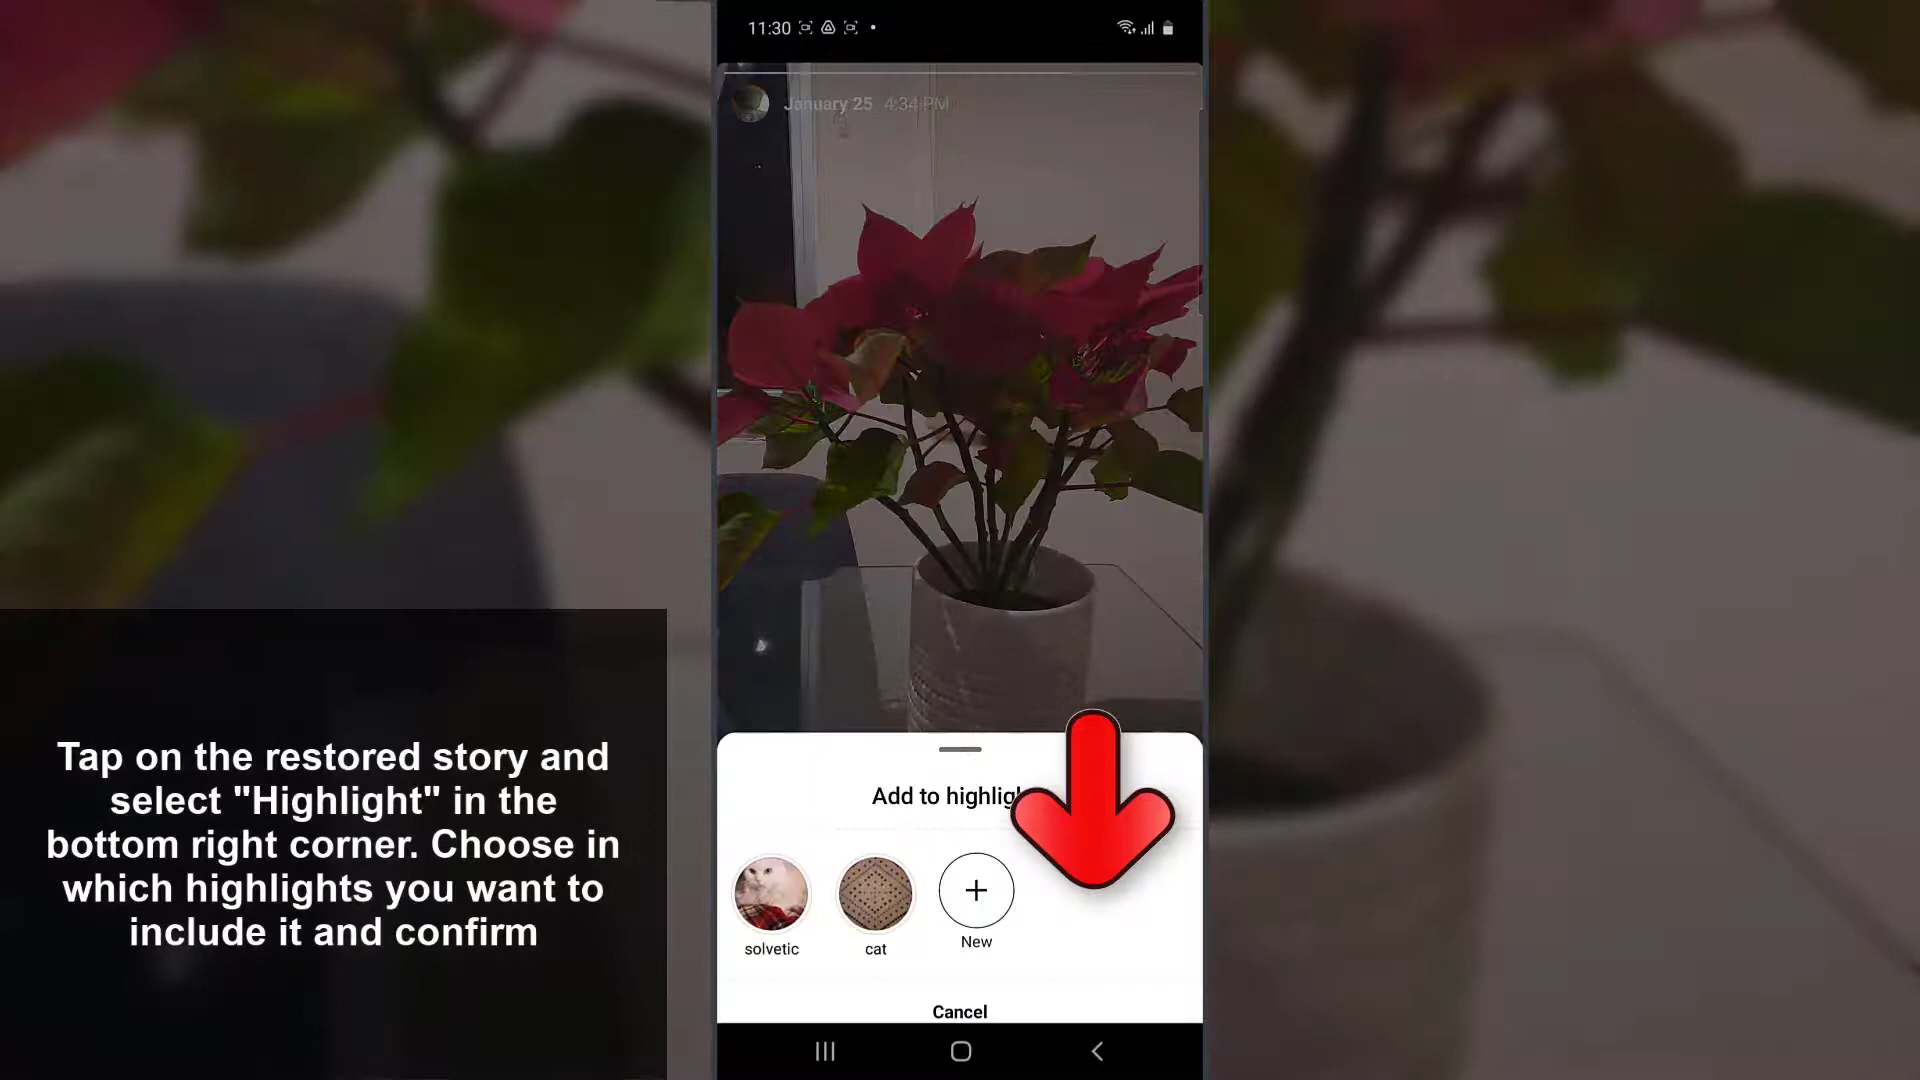 11:30
January 25 4:34 PM
Tap on the restored story and
select "Highlight" in the
bottom right corner. Choose in
which highlights you want to
include it and confirm
Add to highlig
solvetic
cat
New
Cancel